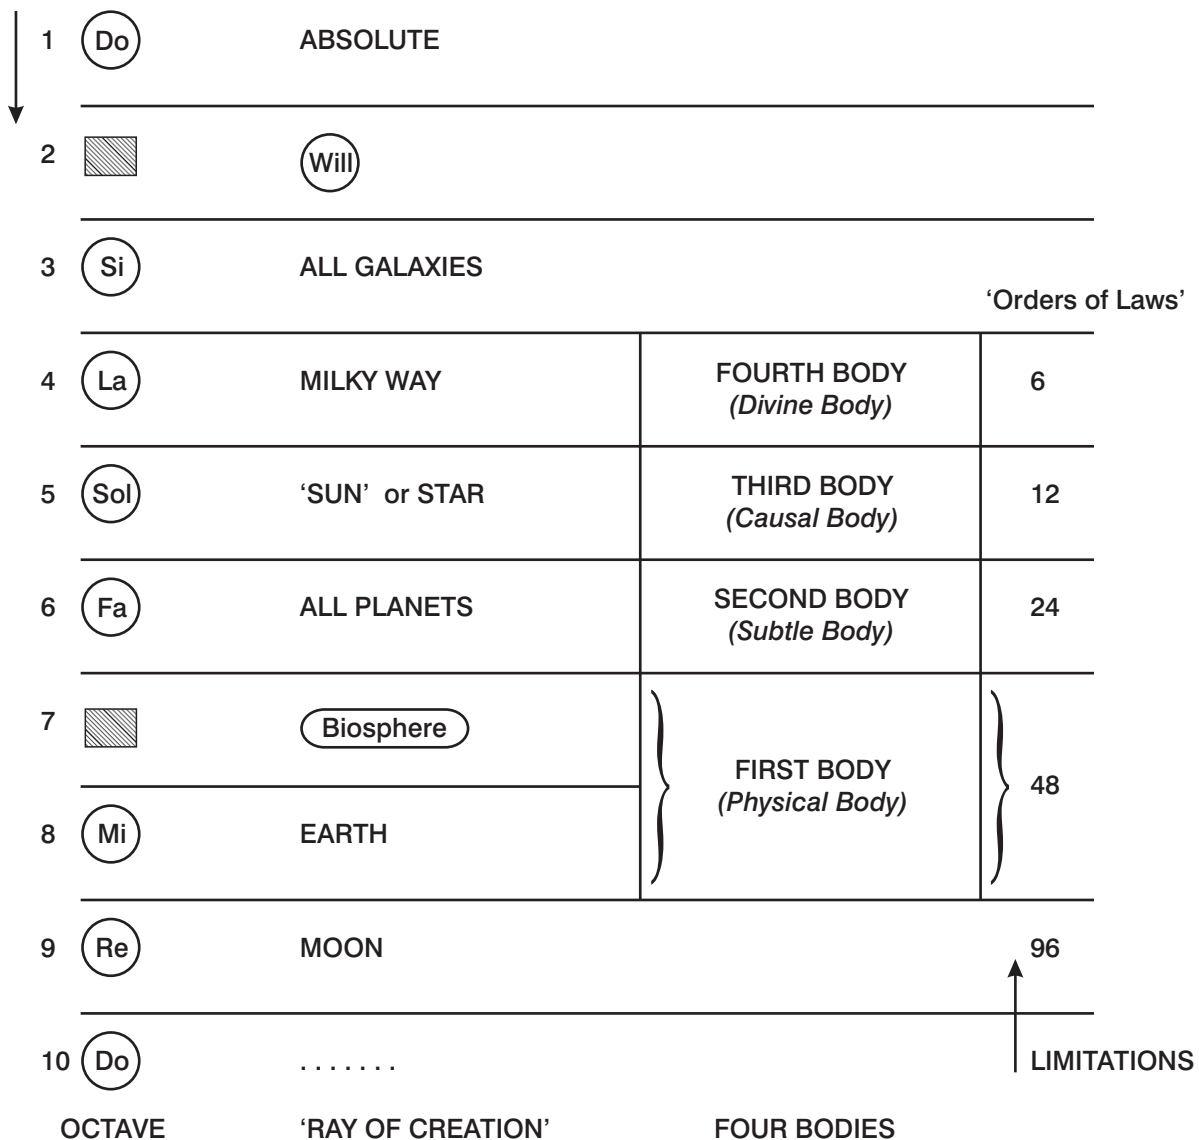 1 Do ABSOLUTE
2 Will
3 Si ALL GALAXIES
‘Orders of Laws’
4 La MILKY WAY FOURTH BODY 6
(Divine Body)
5 Sol ‘SUN’ or STAR THIRD BODY 12
(Causal Body)
6 Fa ALL PLANETS SECOND BODY 24
(Subtle Body)
7 Biosphere
FIRST BODY 48
(Physical Body)
8 Mi EARTH
9 Re MOON 96
10 Do . . . . . . . LIMITATIONS
OCTAVE ‘RAY OF CREATION’ FOUR BODIES